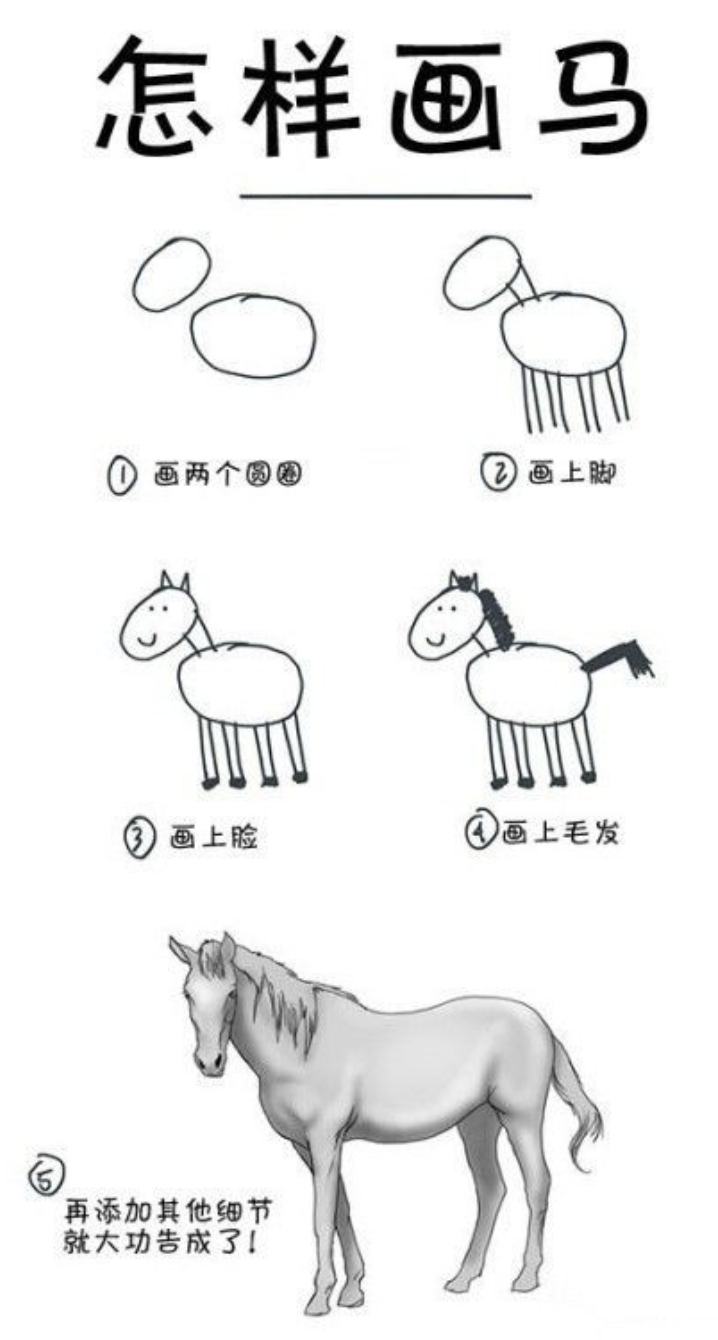 怎样画马
① 画两个圆圈
② 画上脚
③ 画上脸
④ 画上毛发
⑤
再添加其他细节
就大功告成了!